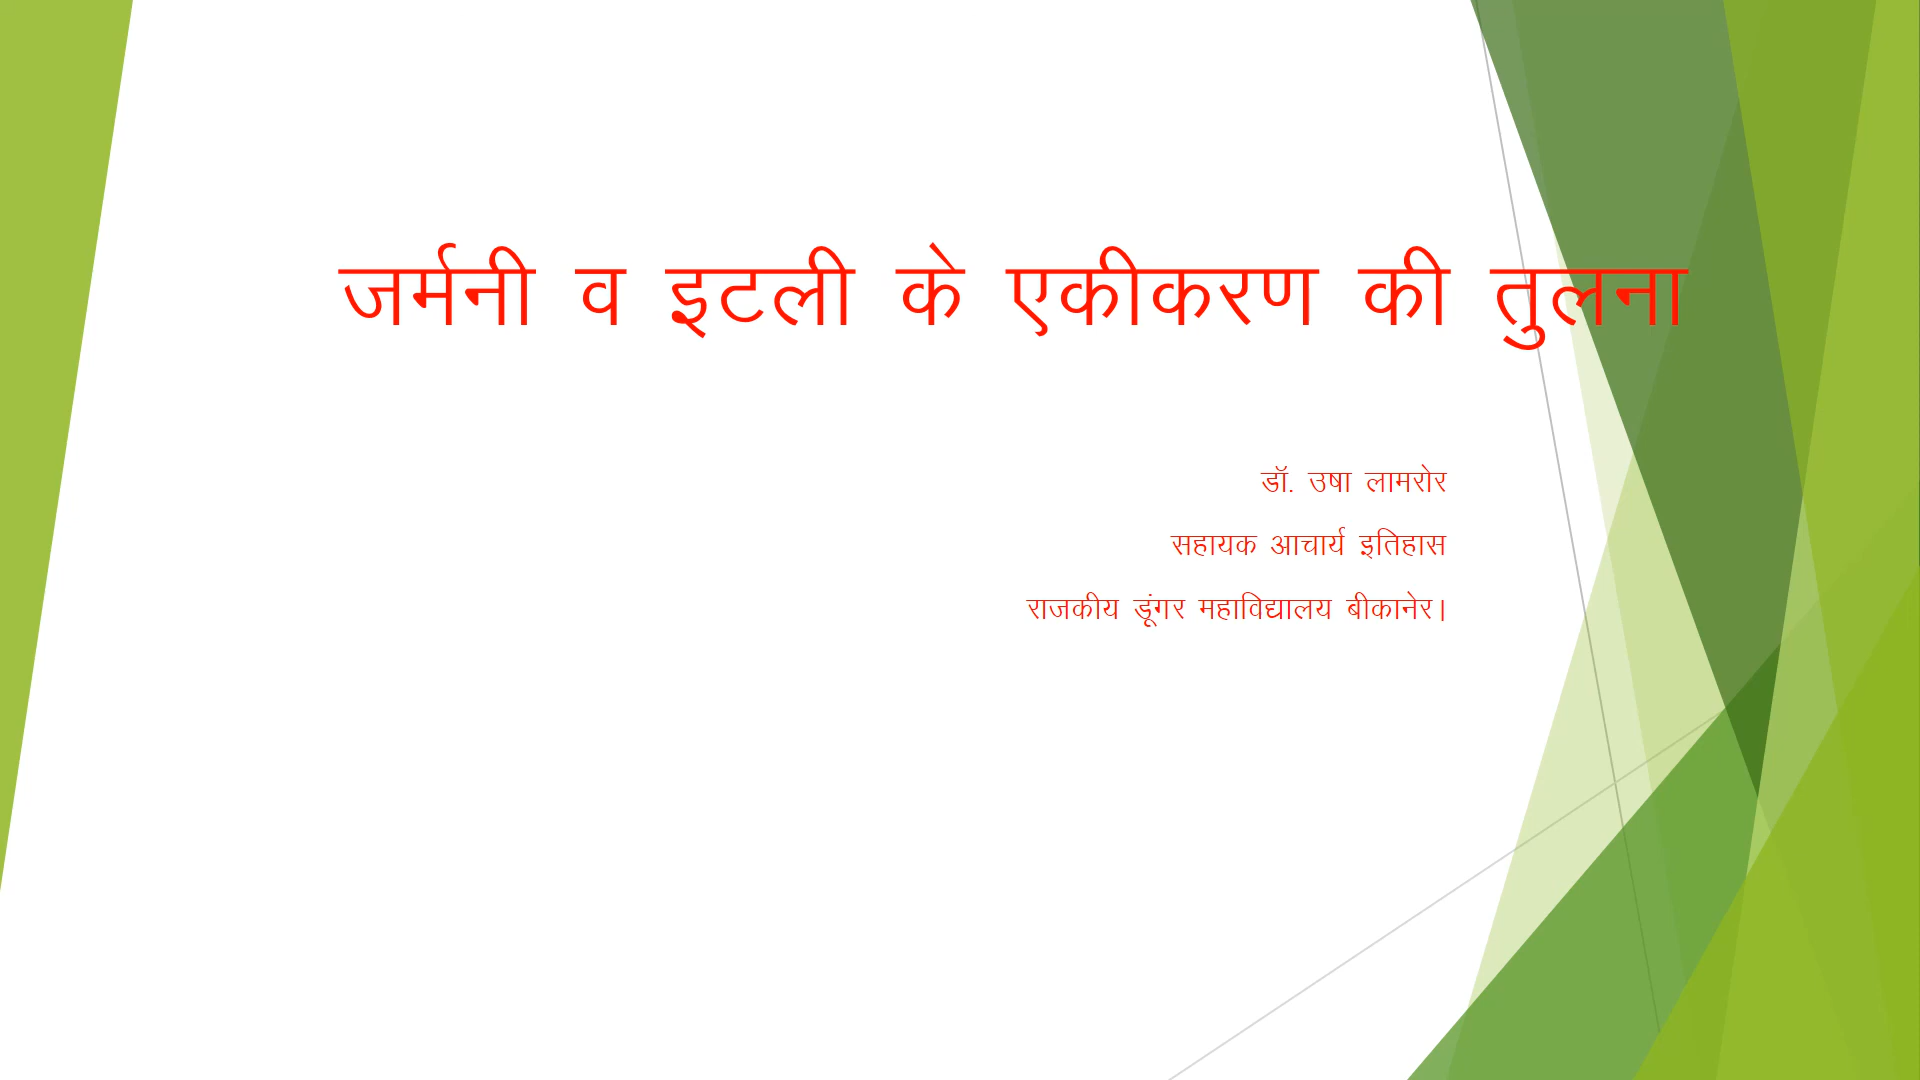 जर्मनी व इटली के एकीकरण की तुलना
डॉ. उषा लामरोर
सहायक आचार्य इतिहास
राजकीय डूंगर महाविद्यालय बीकानेर।